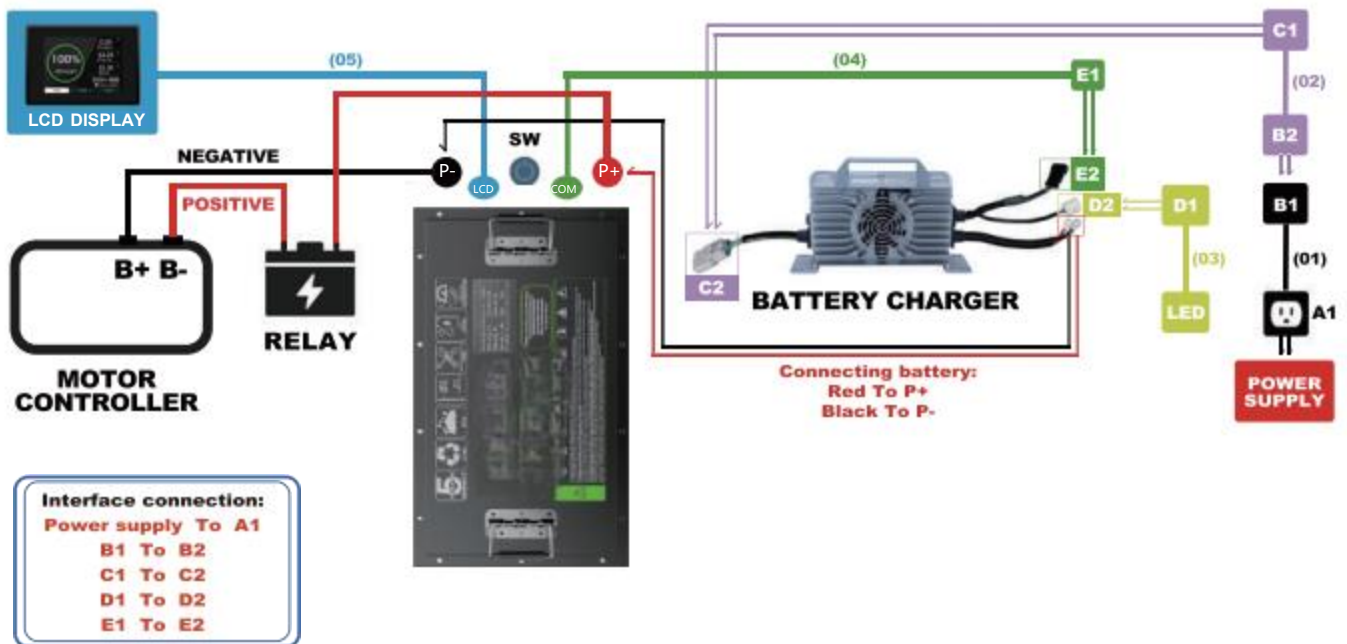 100%
LCD DISPLAY
(05)
(04)
C1
(02)
E1
SW
B2
NEGATIVE
P-
LCD
COM
P+
E2
POSITIVE
D2
D1
B1
B+ B-
(03)
(01)
C2
BATTERY CHARGER
LED
A1
RELAY
MOTOR
CONTROLLER
Connecting battery:
Red To P+
Black To P-
POWER
SUPPLY
Interface connection:
Power supply To A1
B1 To B2
C1 To C2
D1 To D2
E1 To E2